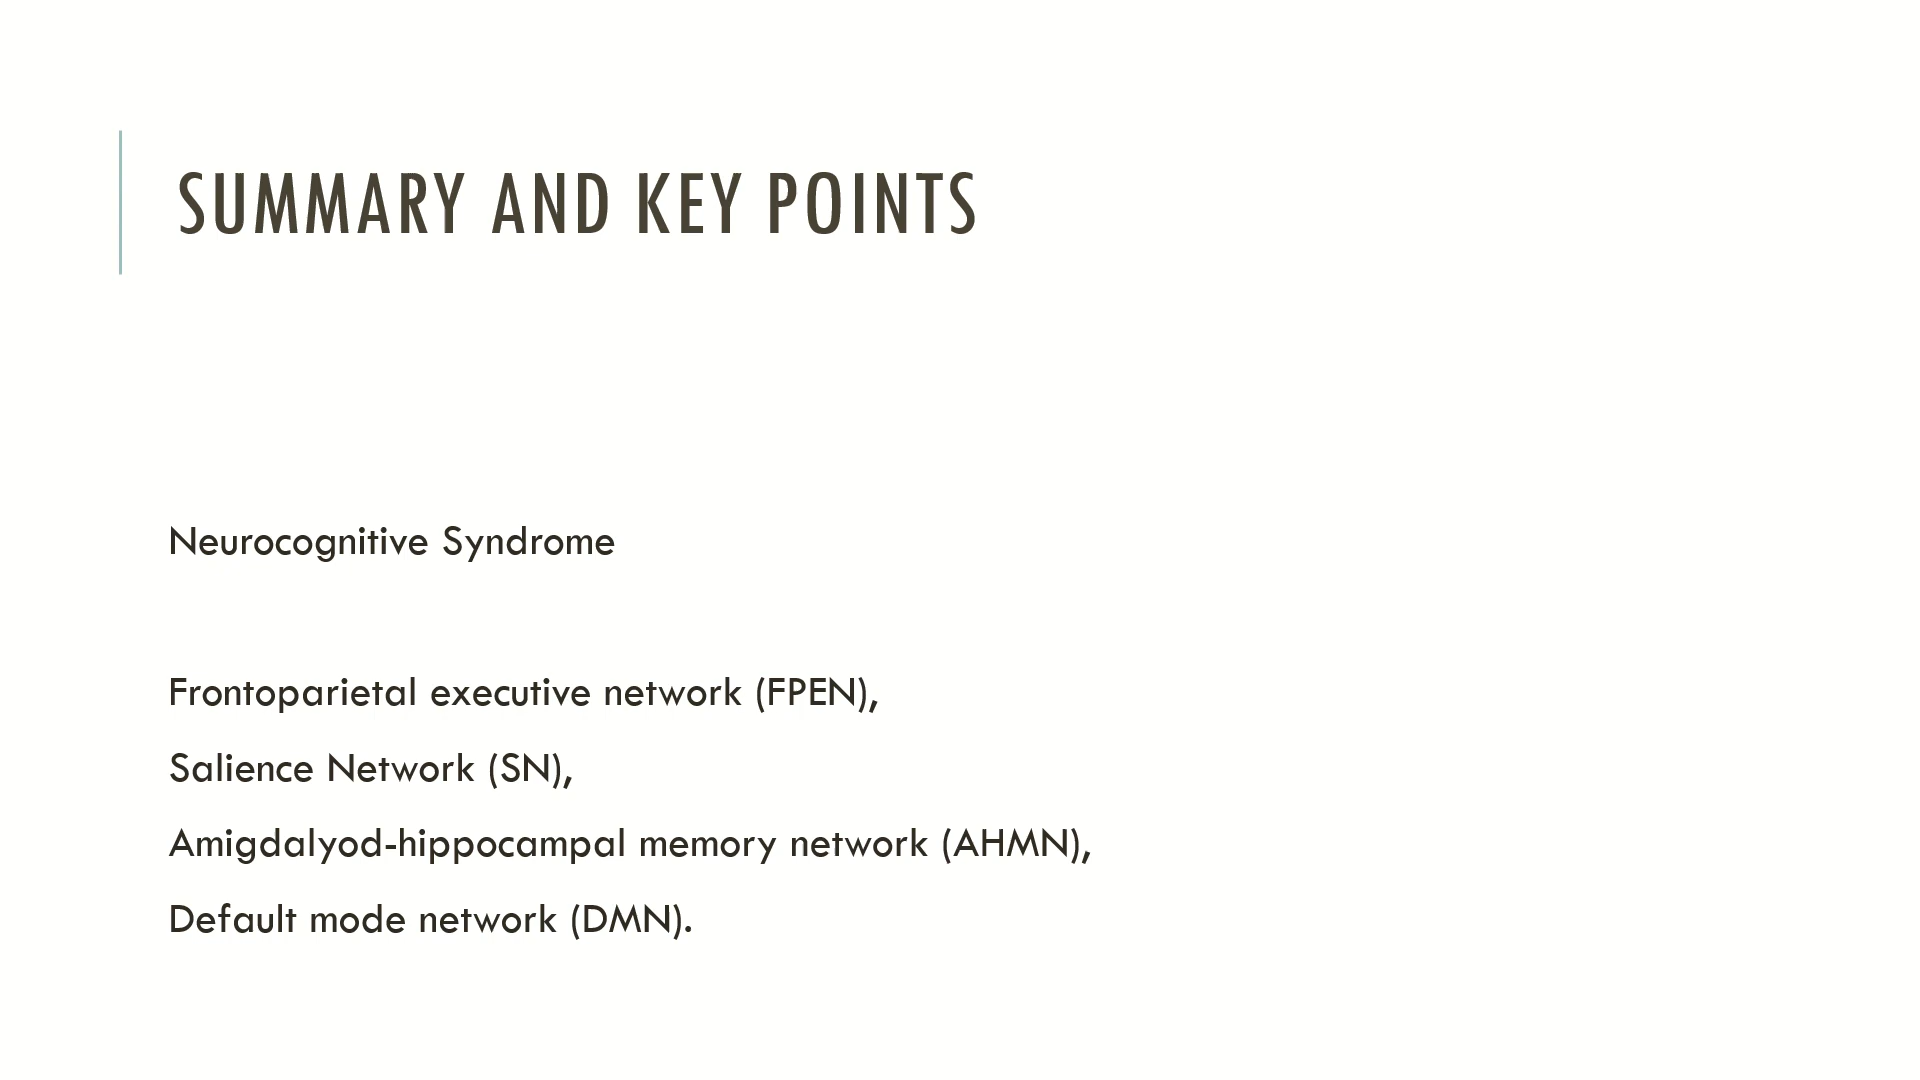 SUMMARY AND KEY POINTS
Neurocognitive Syndrome
Frontoparietal executive network (FPEN),
Salience Network (SN),
Amigdalyod-hippocampal memory network (AHMN),
Default mode network (DMN).